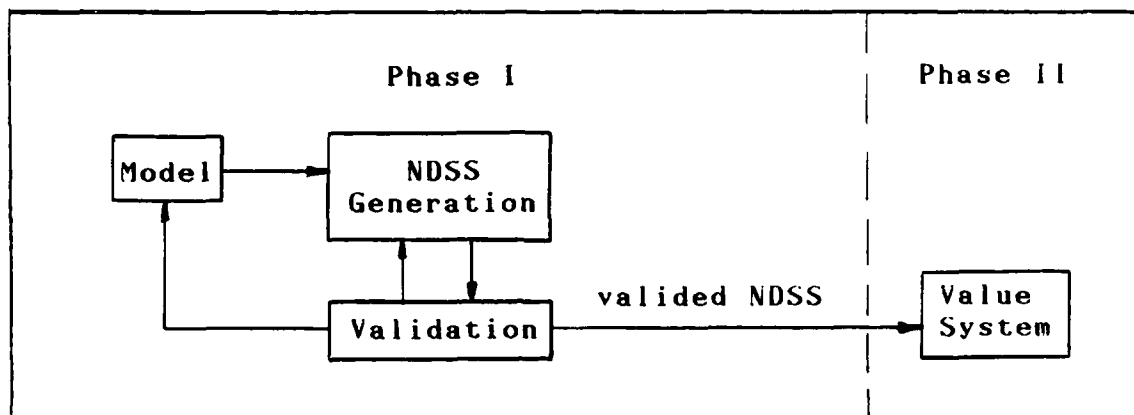 Phase I
Phase II
Model
NDSS
Generation
valided NDSS
Value
System
Validation